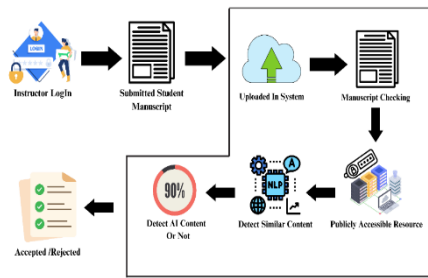 LOGIN
Instructor LogIn
Submitted Student
Manuscript
Uploaded In System
Manuscript Checking
Publicly Accessible Resource
A
NLP
Detect Similar Content
90%
Detect AI Content
Or Not
Accepted /Rejected